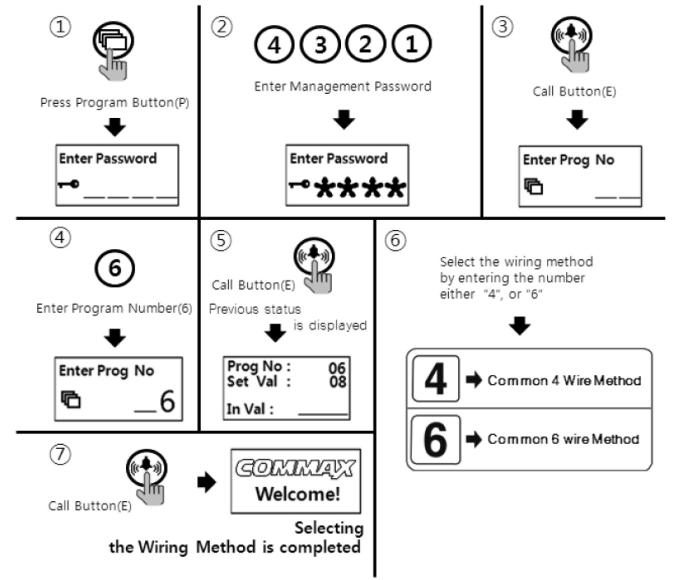 ①
Press Program Button(P)
Enter Password
②
4 3 2 1
Enter Management Password
Enter Password
③
Call Button(E)
Enter Prog No
④
6
Enter Program Number(6)
Enter Prog No
_6
⑤
Call Button(E)
Previous status
is displayed
Prog No : 06
Set Val : 08
In Val :
⑥
Select the wiring method
by entering the number
either "4", or "6"
4 Common 4 Wire Method
6 Common 6 wire Method
⑦
Call Button(E)
COMMAX
Welcome!
Selecting
the Wiring Method is completed